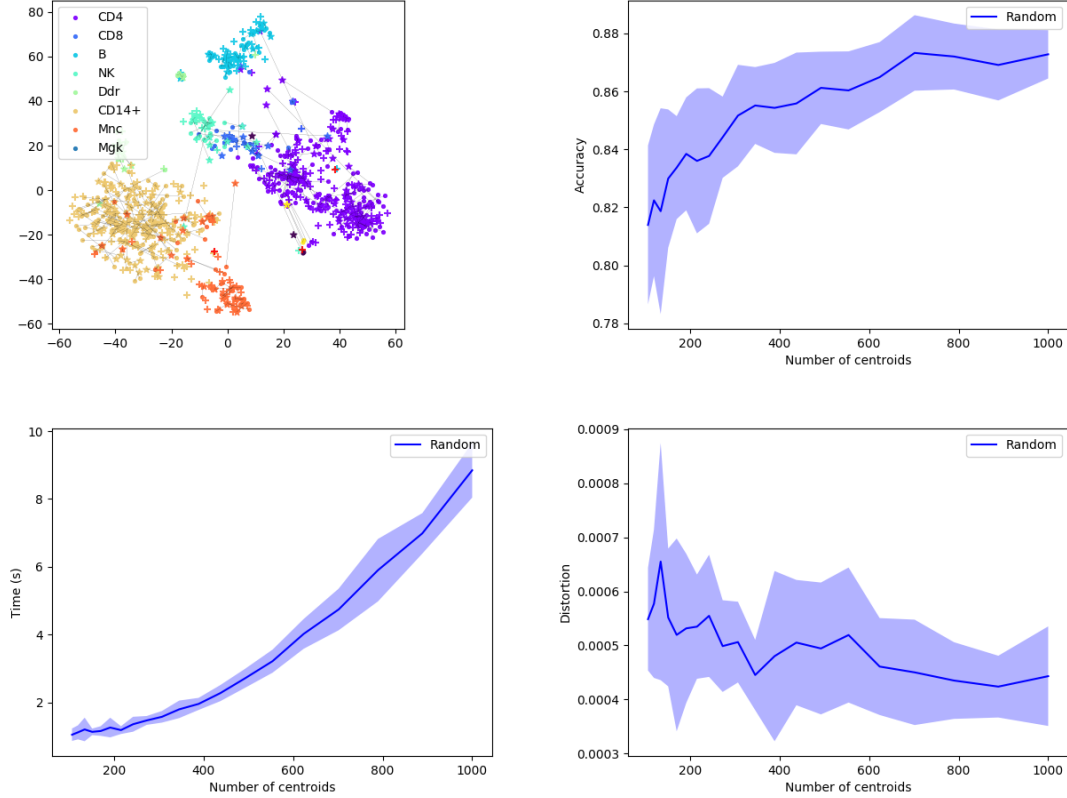 80
60
40
20
0
−20
−40
−60
−60
−40
−20
0
20
40
60
CD4
CD8
B
NK
Ddr
CD14+
Mnc
Mgk
0.88
0.86
0.84
0.82
0.80
0.78
Accuracy
Random
200
400
600
800
1000
Number of centroids
10
8
6
4
2
Time (s)
Random
200
400
600
800
1000
Number of centroids
0.0009
0.0008
0.0007
0.0006
0.0005
0.0004
0.0003
Distortion
Random
200
400
600
800
1000
Number of centroids